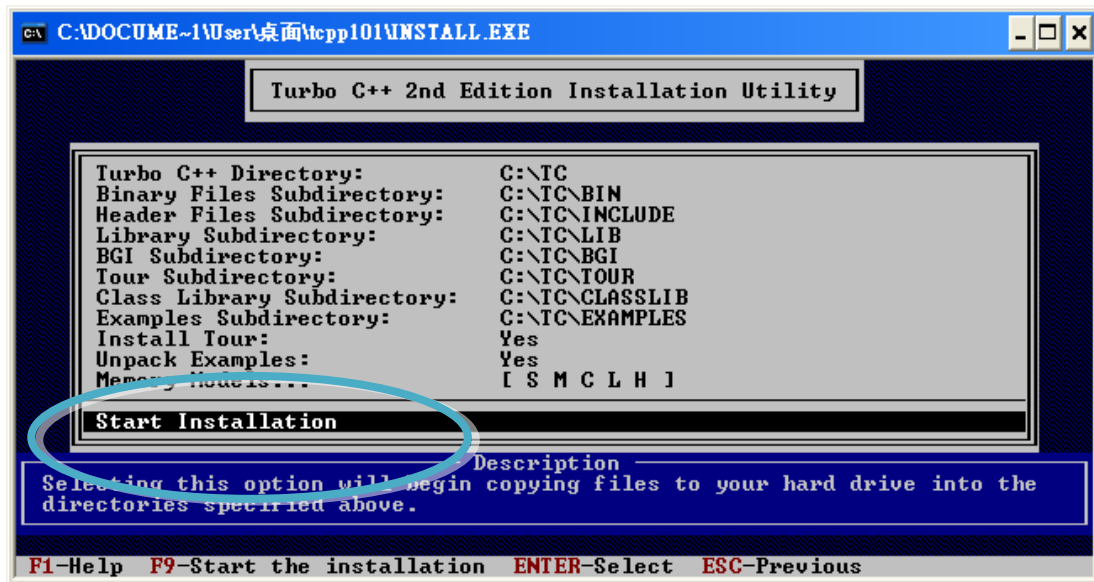 C:\DOCUME~1\User\桌面\tcpp101\INSTALL.EXE
Turbo C++ 2nd Edition Installation Utility
Turbo C++ Directory: C:\TC
Binary Files Subdirectory: C:\TC\BIN
Header Files Subdirectory: C:\TC\INCLUDE
Library Subdirectory: C:\TC\LIB
BGI Subdirectory: C:\TC\BGI
Tour Subdirectory: C:\TC\TOUR
Class Library Subdirectory: C:\TC\CLASSLIB
Examples Subdirectory: C:\TC\EXAMPLES
Install Tour: Yes
Unpack Examples: Yes
Memory Models... [ S M C L H ]
Start Installation
Description
Selecting this option will begin copying files to your hard drive into the
directories specified above.
F1-Help F9-Start the installation ENTER-Select ESC-Previous